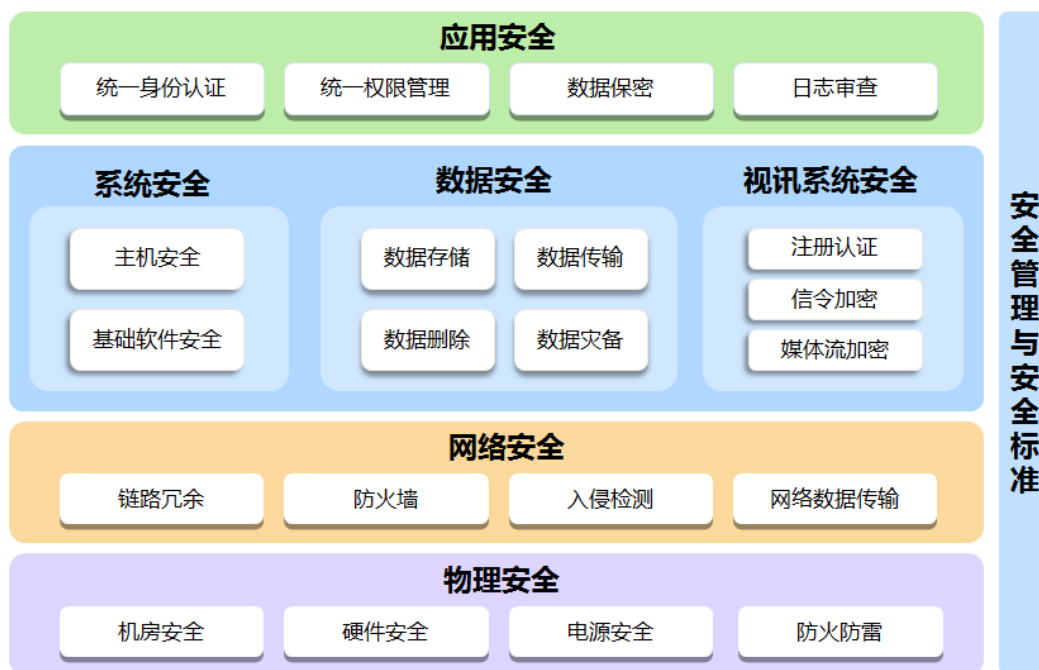 应用安全
统一身份认证
统一权限管理
数据保密
日志审查
系统安全
主机安全
基础软件安全
数据安全
数据存储
数据传输
数据删除
数据灾备
视讯系统安全
注册认证
信令加密
媒体流加密
网络安全
链路冗余
防火墙
入侵检测
网络数据传输
物理安全
机房安全
硬件安全
电源安全
防火防雷
安全管理与安全标准